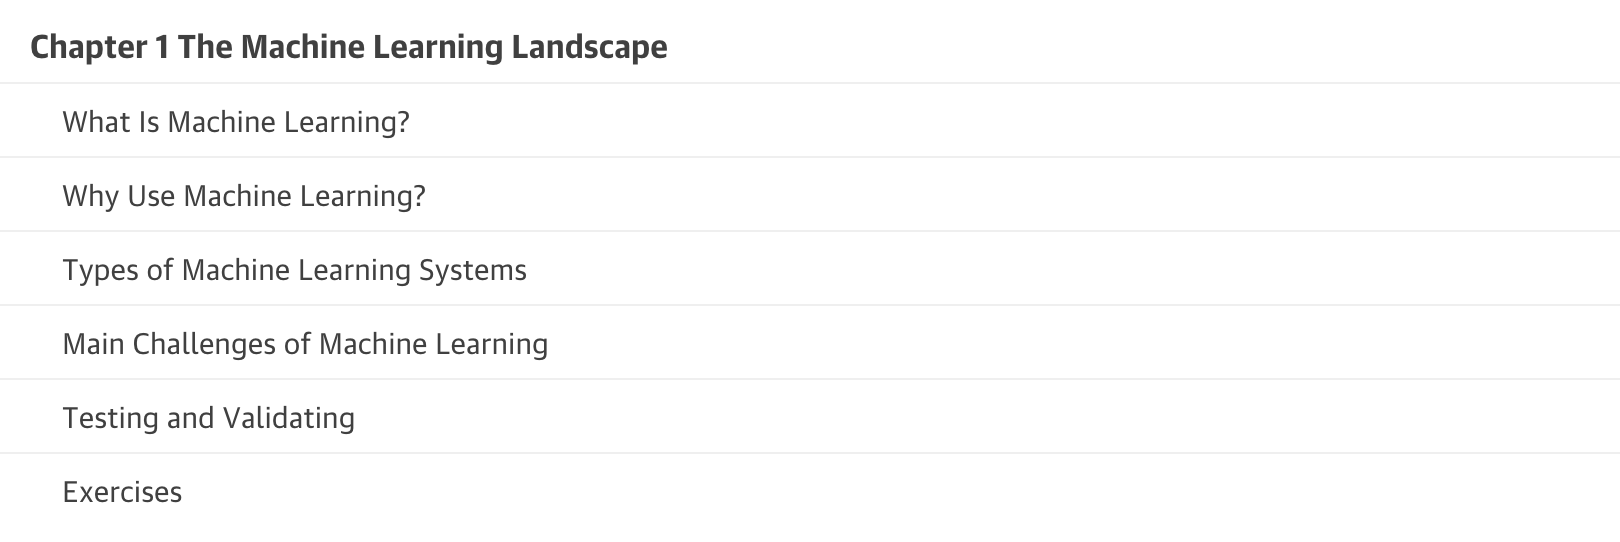 Chapter 1 The Machine Learning Landscape
What Is Machine Learning?
Why Use Machine Learning?
Types of Machine Learning Systems
Main Challenges of Machine Learning
Testing and Validating
Exercises